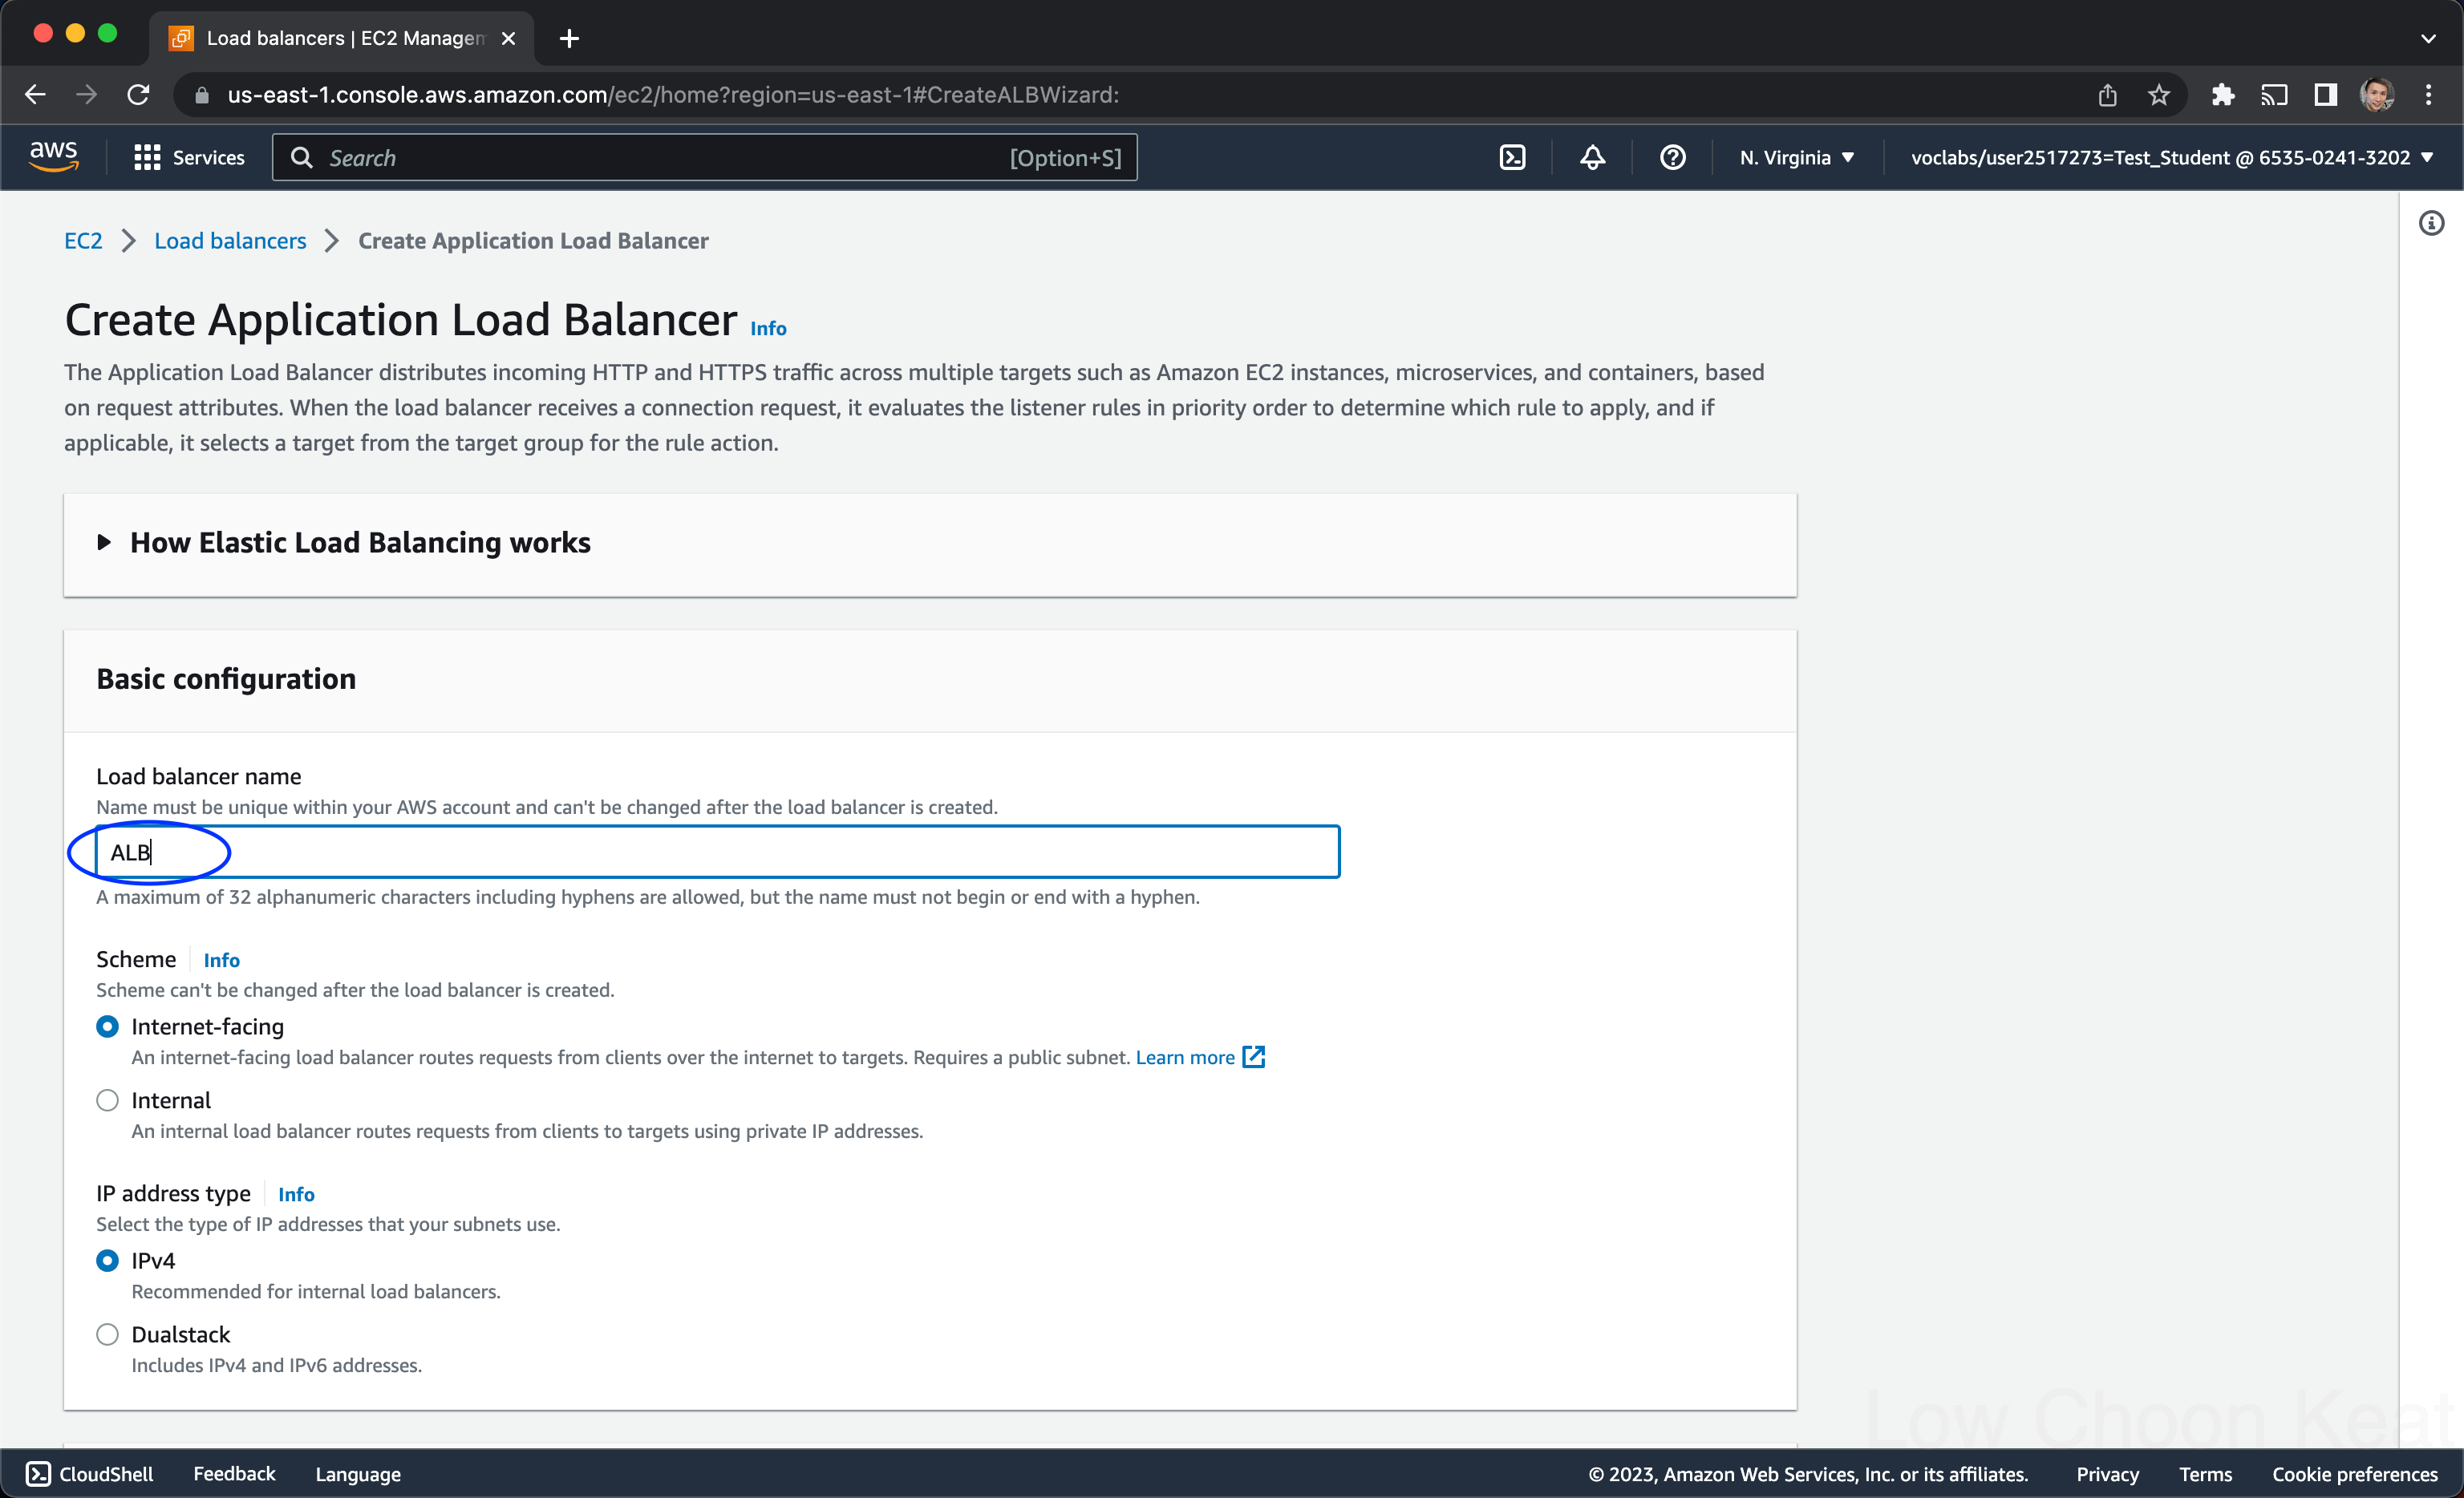 Load balancers | EC2 Managem
us-east-1.console.aws.amazon.com/ec2/home?region=us-east-1#CreateALBWizard:
aws Services Search [Option+S] N. Virginia voclabs/user2517273=Test_Student @ 6535-0241-3202
EC2 Load balancers Create Application Load Balancer
Create Application Load Balancer Info
The Application Load Balancer distributes incoming HTTP and HTTPS traffic across multiple targets such as Amazon EC2 instances, microservices, and containers, based
on request attributes. When the load balancer receives a connection request, it evaluates the listener rules in priority order to determine which rule to apply, and if
applicable, it selects a target from the target group for the rule action.
How Elastic Load Balancing works
Basic configuration
Load balancer name
Name must be unique within your AWS account and can't be changed after the load balancer is created.
ALB
A maximum of 32 alphanumeric characters including hyphens are allowed, but the name must not begin or end with a hyphen.
Scheme Info
Scheme can't be changed after the load balancer is created.
Internet-facing
An internet-facing load balancer routes requests from clients over the internet to targets. Requires a public subnet. Learn more
Internal
An internal load balancer routes requests from clients to targets using private IP addresses.
IP address type Info
Select the type of IP addresses that your subnets use.
IPv4
Recommended for internal load balancers.
Dualstack
Includes IPv4 and IPv6 addresses.
Low Choon Keat
CloudShell Feedback Language © 2023, Amazon Web Services, Inc. or its affiliates. Privacy Terms Cookie preferences